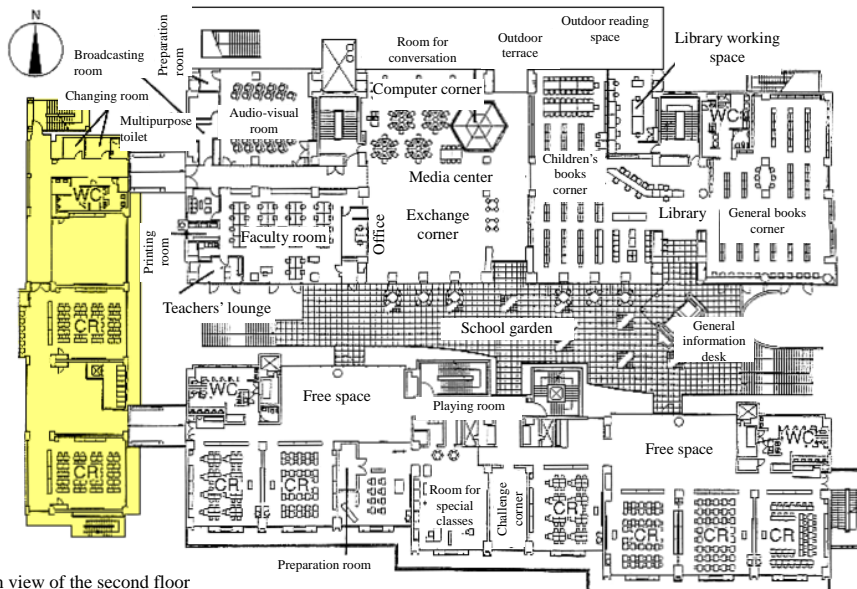 N
Broadcasting
room
Preparation
room
Changing room
Multipurpose
toilet
Audio-visual
room
Room for
conversation
Computer corner
Outdoor
terrace
Outdoor reading
space
Library working
space
WC
WC
Children's
books
corner
Media center
Exchange
corner
Library
General books
corner
Printing
room
Faculty room
Office
Teachers' lounge
School garden
General
information
desk
CR
WC
Free space
Playing room
Free space
WC
CR
CR
CR
Room for
special
classes
Challenge
corner
CR
CR
CR
CR
Preparation room
n view of the second floor